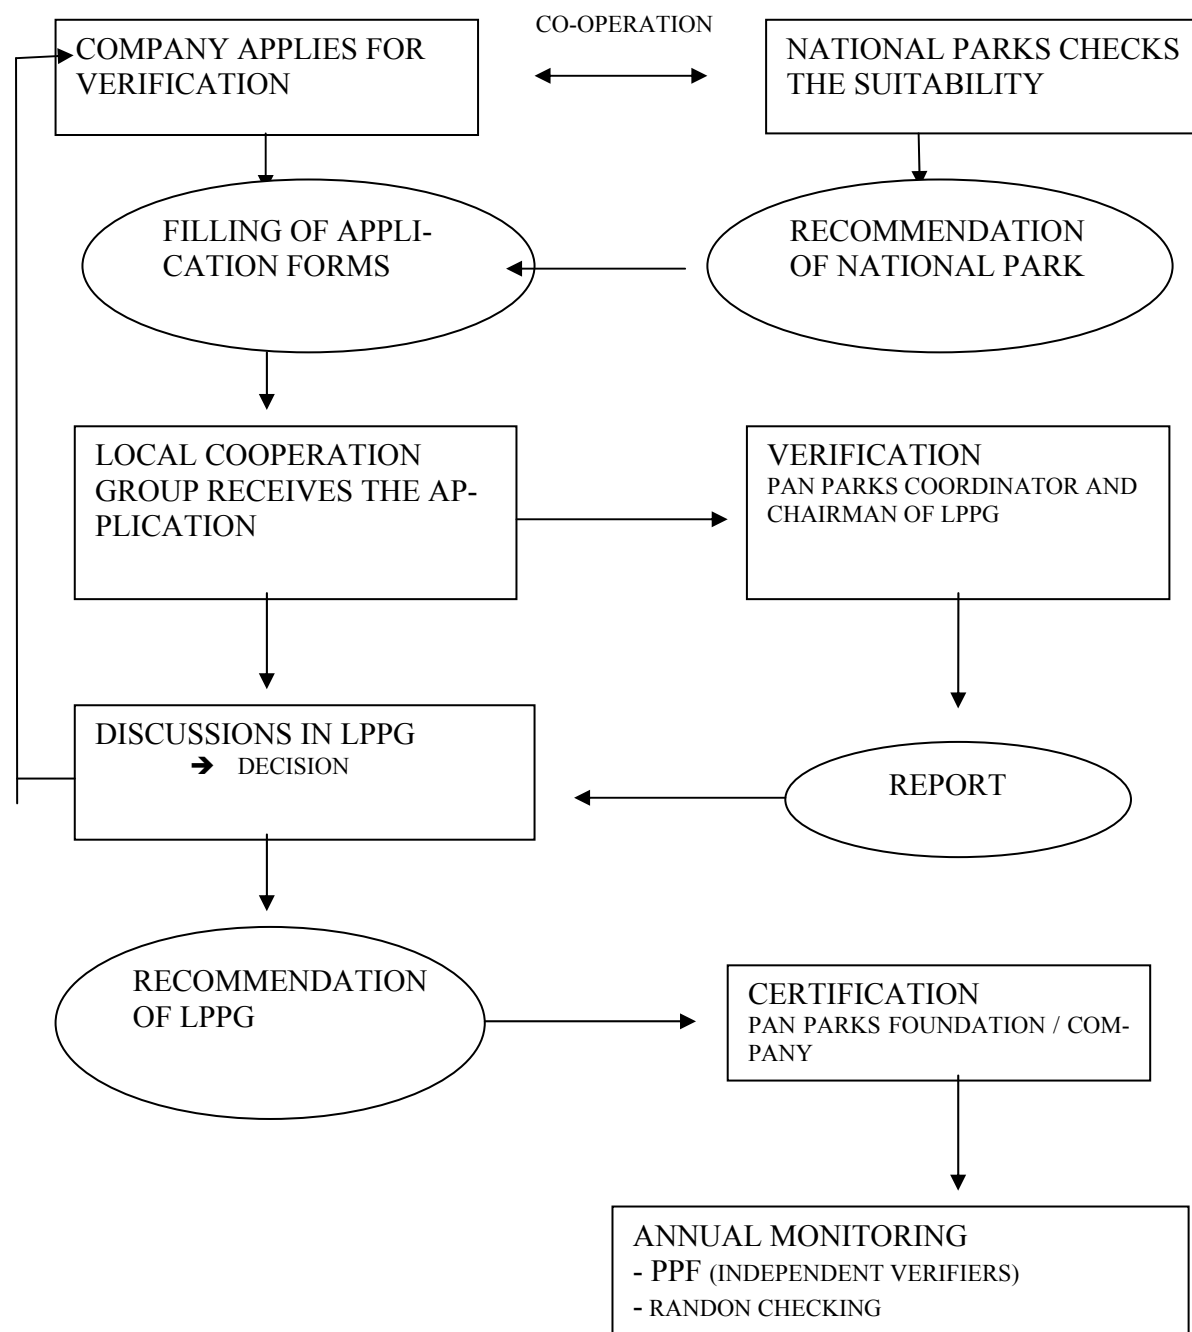 CO-OPERATION
COMPANY APPLIES FOR
VERIFICATION
NATIONAL PARKS CHECKS
THE SUITABILITY
FILLING OF APPLI-
CATION FORMS
RECOMMENDATION
OF NATIONAL PARK
LOCAL COOPERATION
GROUP RECEIVES THE AP-
PLICATION
VERIFICATION
PAN PARKS COORDINATOR AND
CHAIRMAN OF LPPG
DISCUSSIONS IN LPPG
➔ DECISION
REPORT
RECOMMENDATION
OF LPPG
CERTIFICATION
PAN PARKS FOUNDATION / COM-
PANY
ANNUAL MONITORING
- PPF (INDEPENDENT VERIFIERS)
- RANDON CHECKING